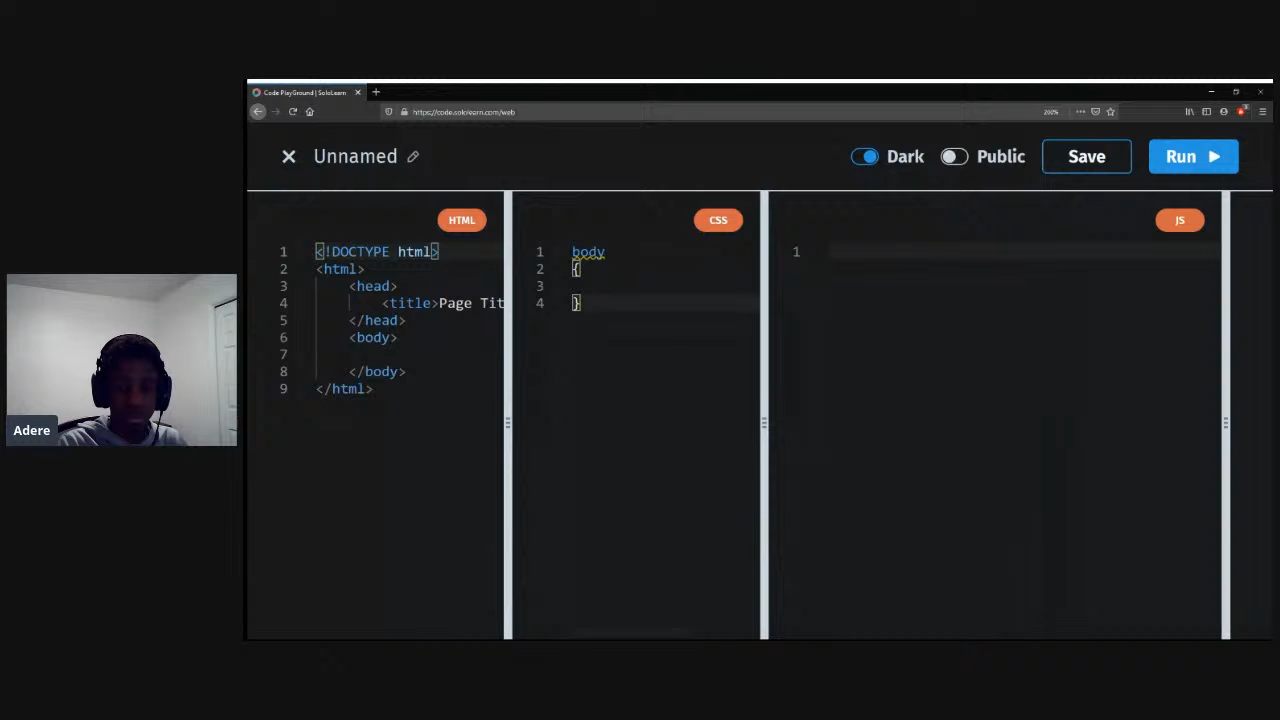 Code PlayGround | SoloLearn
https://code.sololearn.com/web
200%
Unnamed
Dark
Public
Save
Run
HTML
1 <!DOCTYPE html>
2 <html>
3 <head>
4 <title>Page Tit
5 </head>
6 <body>
7
8 </body>
9 </html>
CSS
1 body
2 {
3
4 }
JS
1
Adere